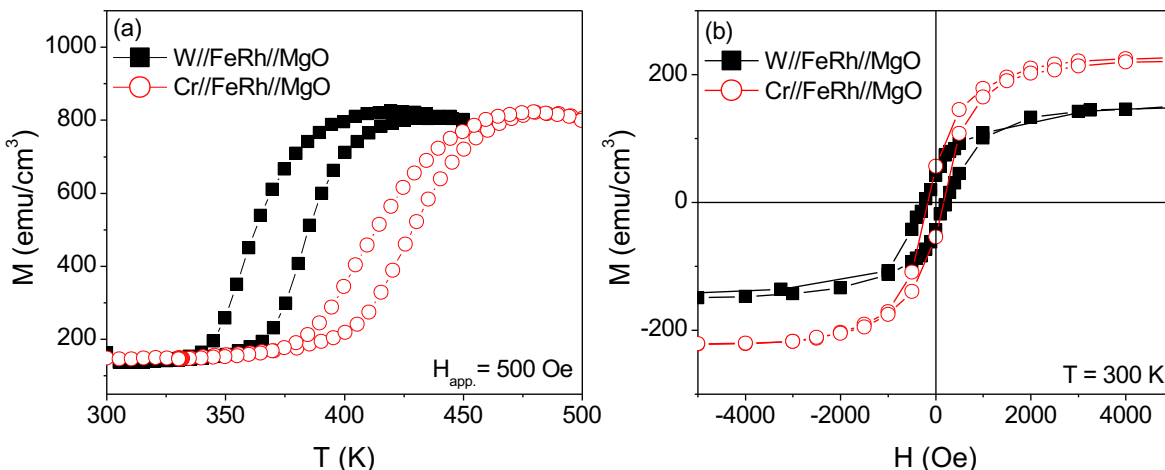 (a)
W//FeRh//MgO
Cr//FeRh//MgO
1000
800
600
400
200
M (emu/cm³)
300 350 400 450 500
T (K)
H_app. = 500 Oe
(b)
W//FeRh//MgO
Cr//FeRh//MgO
200
0
-200
M (emu/cm³)
-4000 -2000 0 2000 4000
H (Oe)
T = 300 K